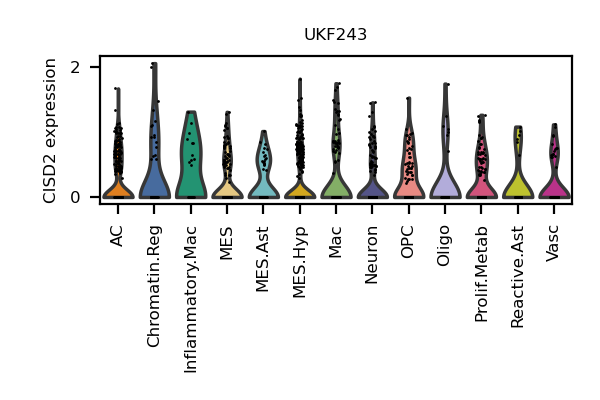 UKF243
CISD2 expression
2
0
AC
Chromatin.Reg
Inflammatory.Mac
MES
MES.Ast
MES.Hyp
Mac
Neuron
OPC
Oligo
Prolif.Metab
Reactive.Ast
Vasc